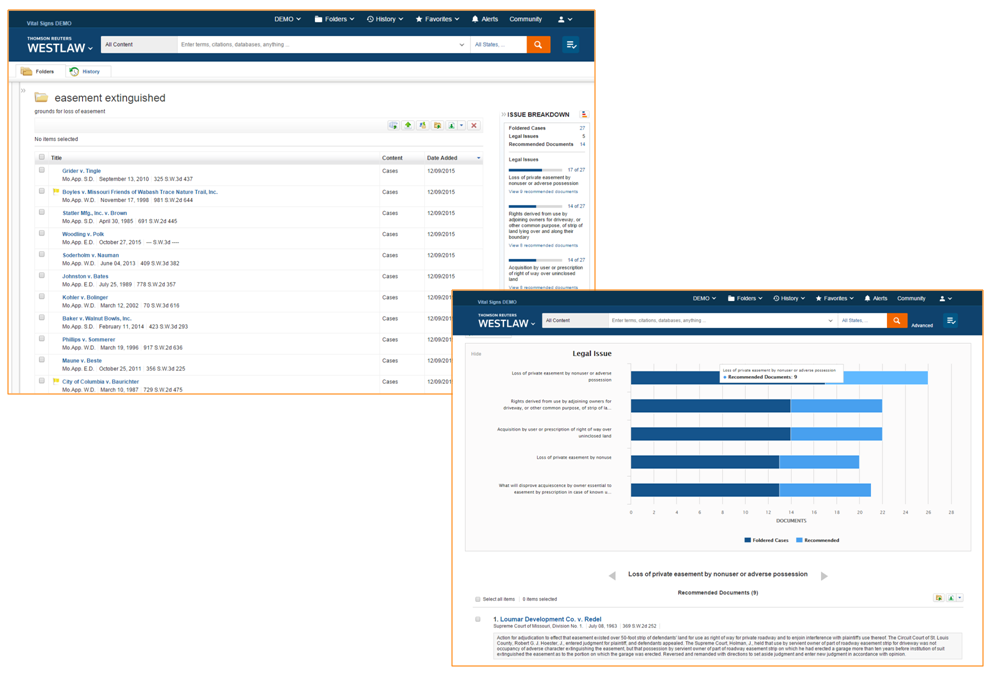 Vital Signs DEMO
DEMO Folders History Favorites Alerts Community
THOMSON REUTERS
WESTLAW
All Content Enter terms, citations, databases, anything ... All States....
Folders History
easement extinguished
grounds for loss of easement
No items selected
Title Content Date Added
Grider v. Tingle Cases 12/09/2015
Mo.App. S.D. September 13, 2010 325 S.W.3d 437
Boyles v. Missouri Friends of Wabash Trace Nature Trail, Inc. Cases 12/09/2015
Mo.App. W.D. November 17, 1998 981 S.W.2d 644
Statler Mfg., Inc. v. Brown Cases 12/09/2015
Mo.App. S.D. April 30, 1985 691 S.W.2d 445
Woodling v. Polk Cases 12/09/2015
Mo.App. E.D. October 27, 2015 --- S.W.3d ----
Soderholm v. Nauman Cases 12/09/2015
Mo.App. W.D. June 04, 2013 409 S.W.3d 382
Johnston v. Bates Cases 12/09/2015
Mo.App. E.D. July 25, 1989 778 S.W.2d 357
Kohler v. Bolinger Cases 12/09/201
Mo.App. W.D. March 12, 2002 70 S.W.3d 616
Baker v. Walnut Bowls, Inc. Cases 12/09/201
Mo.App. S.D. February 11, 2014 423 S.W.3d 293
Phillips v. Sommerer Cases 12/09/201
Mo.App. W.D. March 19, 1996 917 S.W.2d 636
Maune v. Beste Cases 12/09/201
Mo.App. E.D. October 25, 2011 356 S.W.3d 225
City of Columbia v. Baurichter Cases 12/09/201
Mo.App. W.D. March 10, 1987 729 S.W.2d 475
ISSUE BREAKDOWN
Foldered Cases 27
Legal Issues 5
Recommended Documents 14
Legal Issues
17 of 27
Loss of private easement by
nonuser or adverse possession
View 9 recommended documents
14 of 27
Rights derived from use by
adjoining owners for driveway, or
other common purpose, of strip of
land lying over and along their
boundary
View 8 recommended documents
14 of 27
Acquisition by user or prescription
of right of way over uninclosed
land
View 8 recommended documents
Vital Signs DEMO
DEMO Folders History Favorites Alerts Community
THOMSON REUTERS
WESTLAW
All Content Enter terms, citations, databases, anything ... All States.... Advanced
Hide
Legal Issue
Loss of private easement by nonuser or adverse
possession
Loss of private easement by nonuser or adverse possession
Recommended Documents: 9
Rights derived from use by adjoining owners for
driveway, or other common purpose, of strip of la...
Acquisition by user or prescription of right of way over
uninclosed land
Loss of private easement by nonuse
What will disprove acquiescence by owner essential to
easement by prescription in case of known u...
0 2 4 6 8 10 12 14 16 18 20 22 24 26 28
DOCUMENTS
Foldered Cases Recommended
Loss of private easement by nonuser or adverse possession
Recommended Documents (9)
Select all items 0 items selected
1. Loumar Development Co. v. Redel
Supreme Court of Missouri, Division No. 1. July 08, 1963 369 S.W.2d 252
Action for adjudication to effect that easement existed over 50-foot strip of defendants' land for use as right of way for private roadway and to enjoin interference with plaintiffs use thereof. The Circuit Court of St. Louis
County, Robert G. J. Hoester, J., entered judgment for plaintiff, and defendants appealed. The Supreme Court, Holman, J., held that use by servient owner of part of roadway easement strip for driveway was not
occupancy of adverse character extinguishing the easement, but that possession by servient owner of part of roadway easement strip on which he had erected a garage more than ten years before institution of suit
extinguished the easement as to the portion on which the garage was erected. Reversed and remanded with directions to set aside judgment and enter new judgment in accordance with opinion.